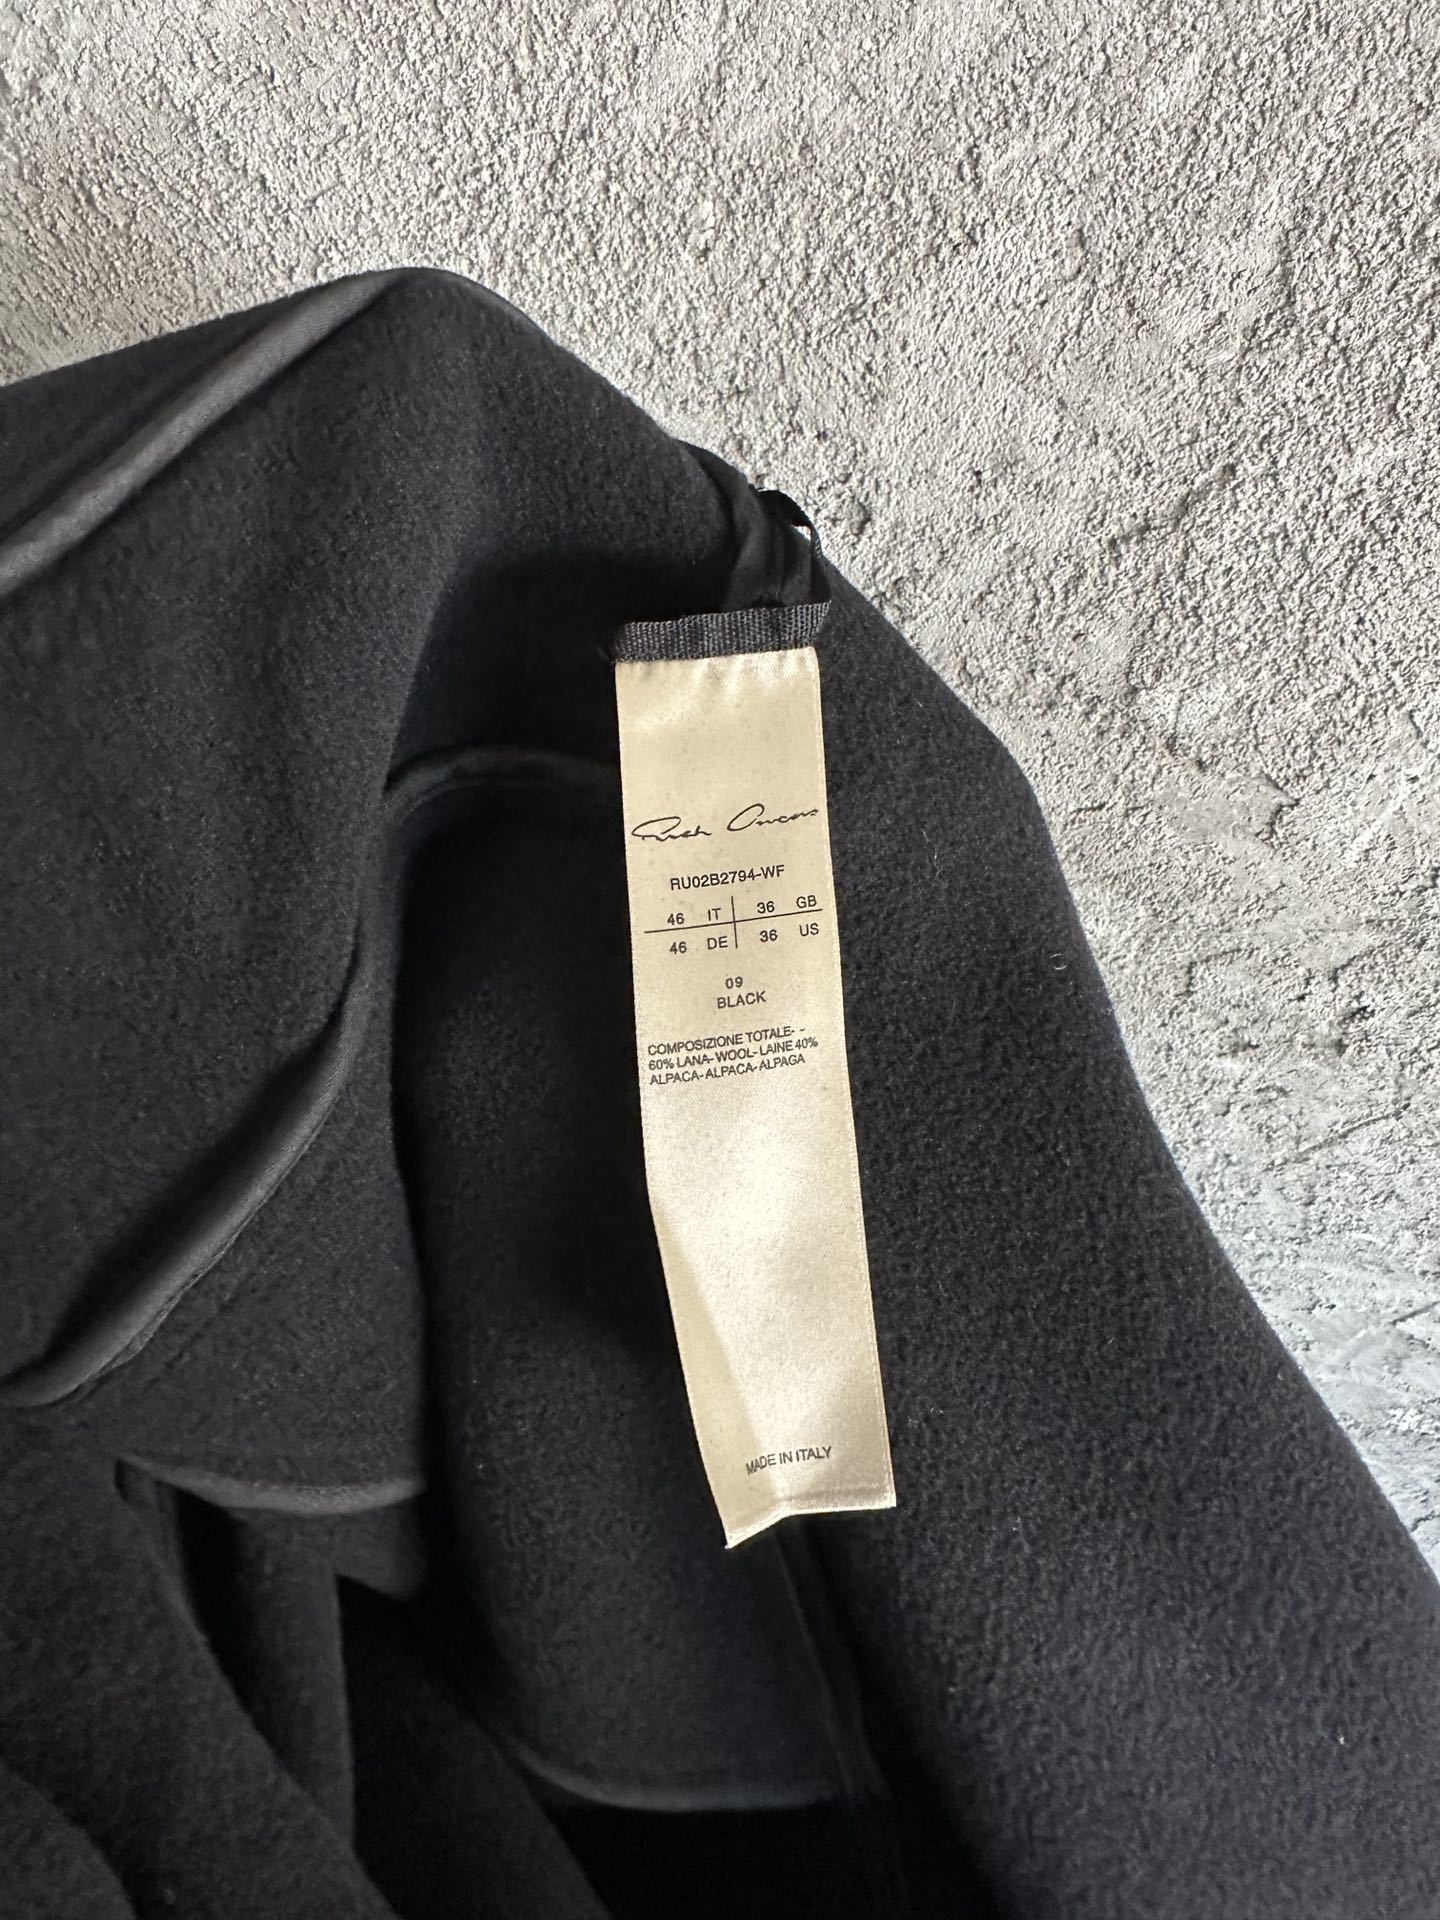 Rick Owens
RU02B2794-WF
46 IT 36 GB
46 DE 36 US
09
BLACK
COMPOSIZIONE TOTALE- -
60% LANA-WOOL-LAINE 40%
ALPACA-ALPACA-ALPAGA
MADE IN ITALY